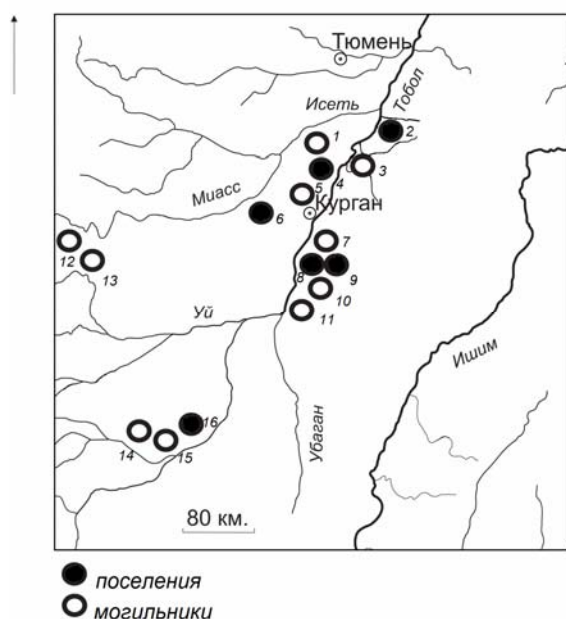 Тюмень
Тобол
Исеть
1
2
3
Миасс
4
5
Курган
6
7
12
13
8
9
10
11
Уй
Ишим
Убаган
16
14
15
80 км.
поселения
могильники